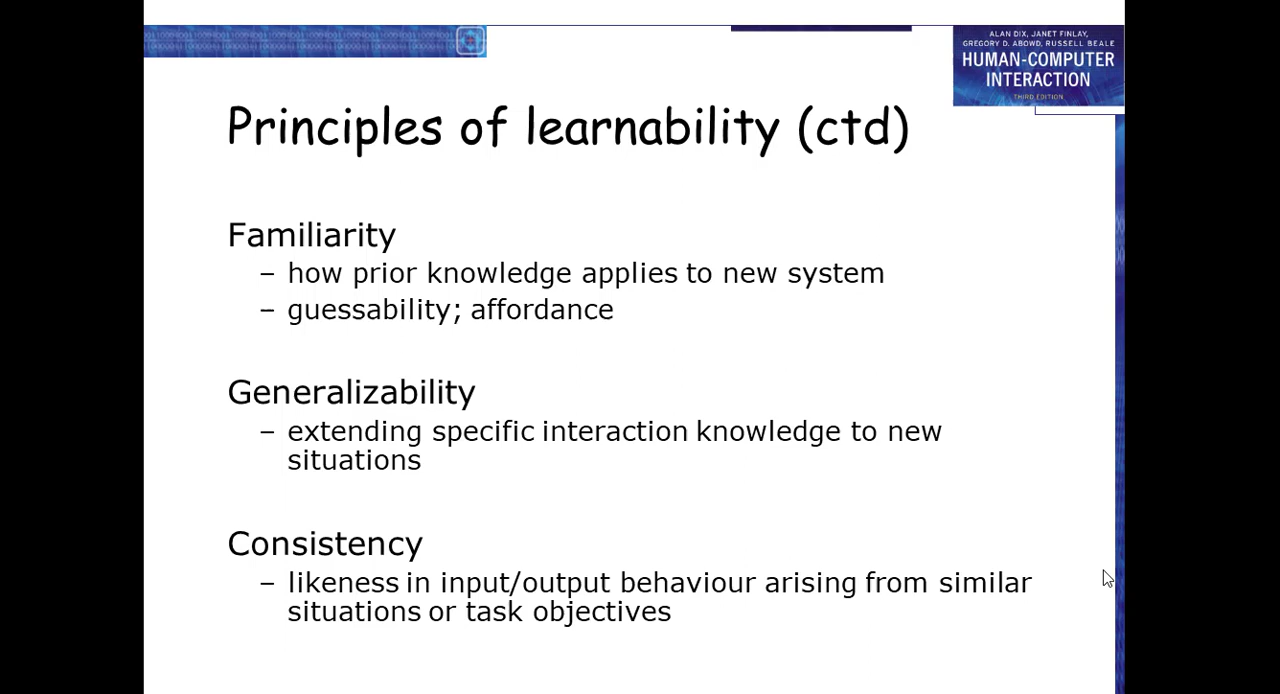 ALAN DIX, JANET FINLAY,
GREGORY D. ABOWD, RUSSELL BEALE
HUMAN-COMPUTER
INTERACTION
THIRD EDITION
Principles of learnability (ctd)
Familiarity
– how prior knowledge applies to new system
– guessability; affordance
Generalizability
– extending specific interaction knowledge to new
situations
Consistency
– likeness in input/output behaviour arising from similar
situations or task objectives